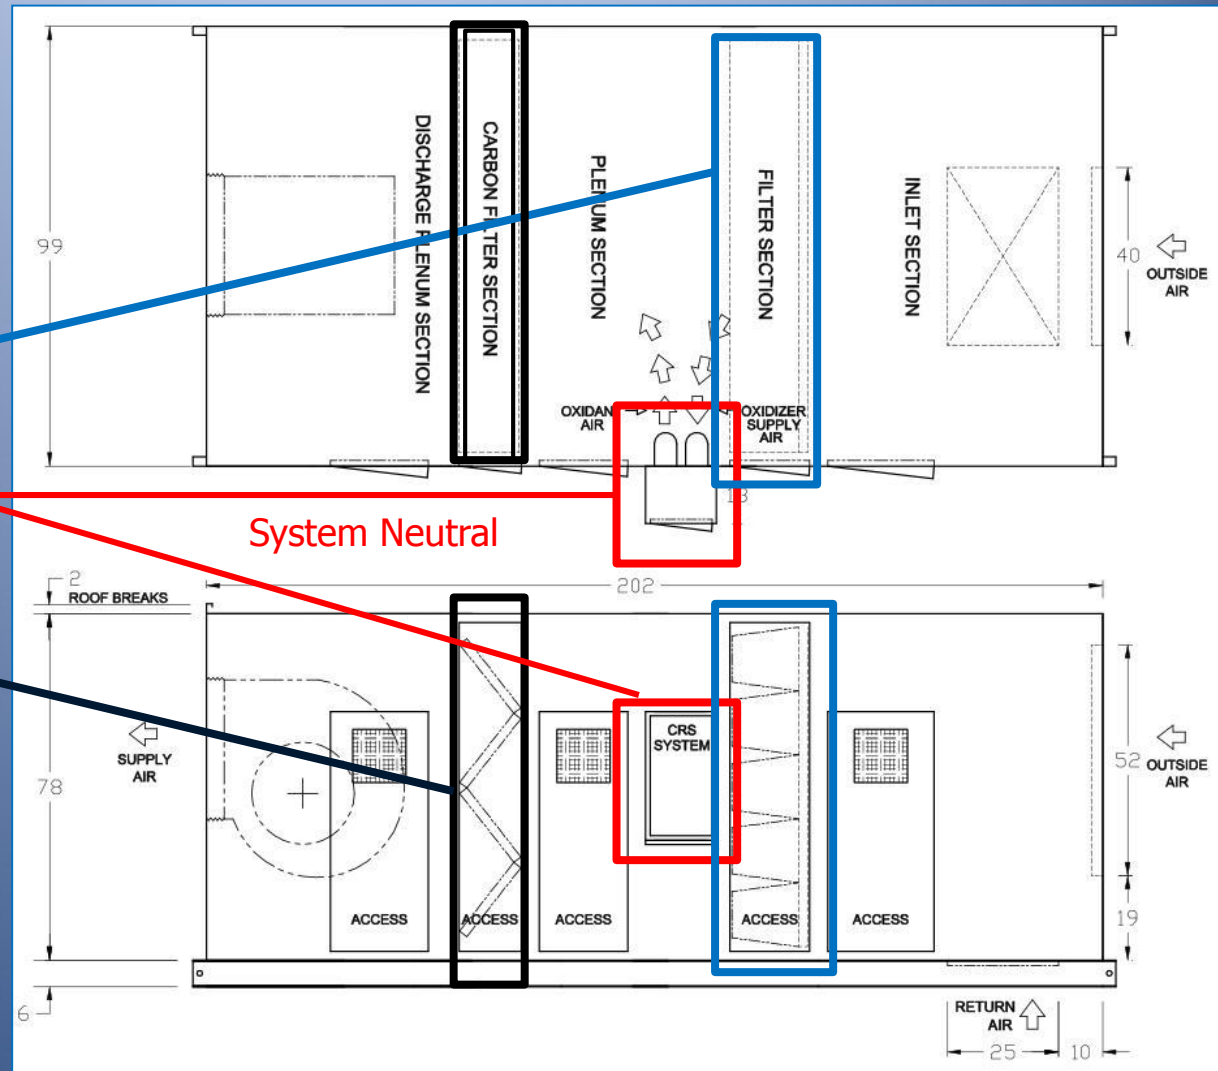 DISCHARGE PLENUM SECTION
CARBON FILTER SECTION
PLENUM SECTION
FILTER SECTION
INLET SECTION
99
40
OUTSIDE
AIR
OXIDAN
AIR
OXIDIZER
SUPPLY
AIR
13
System Neutral
2
ROOF BREAKS
202
CRS
SYSTEM
SUPPLY
AIR
78
52
OUTSIDE
AIR
ACCESS
ACCESS
ACCESS
ACCESS
ACCESS
19
6
RETURN
AIR
25
10